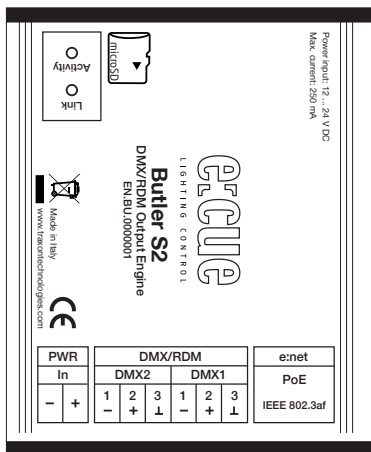 Link
Activity
microSD
Power input: 12 ... 24 V DC
Max. current: 250 mA
e:cue
LIGHTING CONTROL
Butler S2
DMX/RDM Output Engine
EN.BU.0000001
Made in Italy
www.traxontechnologies.com
CE
PWR DMX/RDM e:net
In DMX2 DMX1 PoE
1 2 3 1 2 3 IEEE 802.3af
– + – + ⊥ – + ⊥